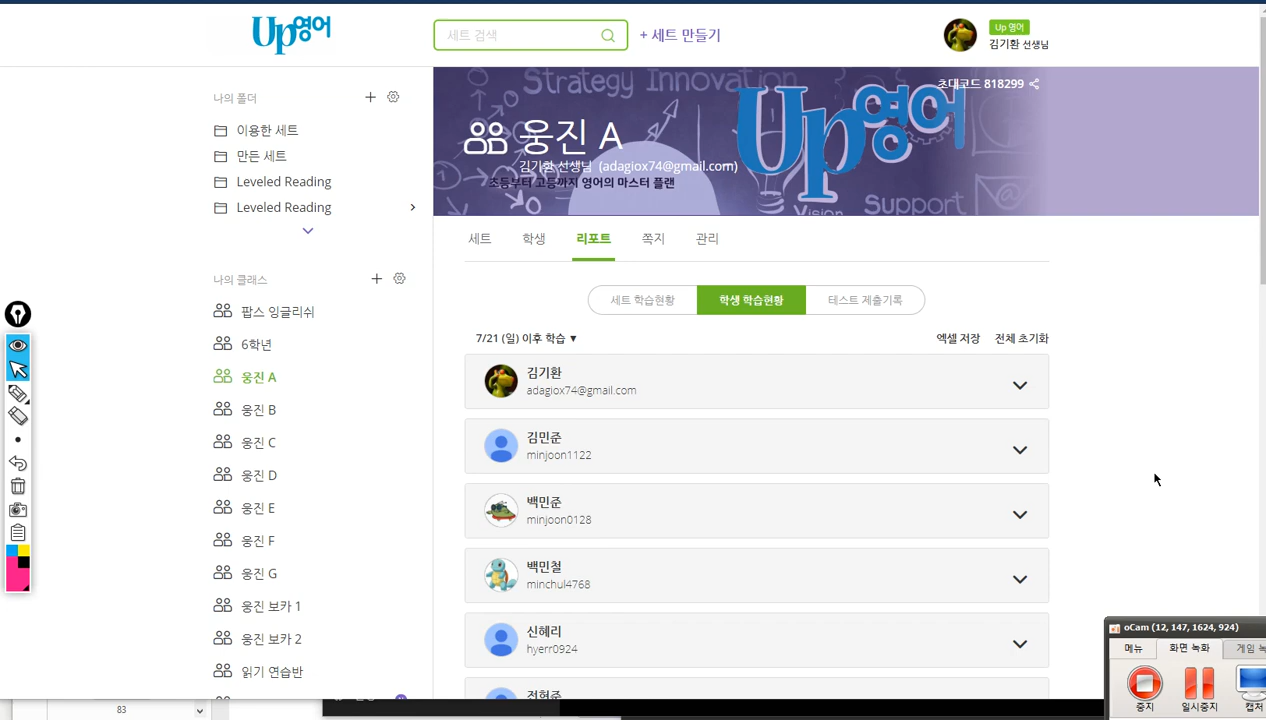 Up영어
세트 검색
+ 세트 만들기
Up 영어
김기환 선생님
나의 폴더
이용한 세트
만든 세트
Leveled Reading
Leveled Reading
나의 클래스
팝스 잉글리쉬
6학년
웅진 A
웅진 B
웅진 C
웅진 D
웅진 E
웅진 F
웅진 G
웅진 보카 1
웅진 보카 2
읽기 연습반
Strategy Innovation
초대코드 818299
Up영어
웅진 A
김기환 선생님 (adagiox74@gmail.com)
초등부터 고등까지 영어의 마스터 플랜
Vision
Support
세트
학생
리포트
쪽지
관리
세트 학습현황
학생 학습현황
테스트 제출기록
7/21 (일) 이후 학습 ▼
엑셀 저장
전체 초기화
김기환
adagiox74@gmail.com
김민준
minjoon1122
백민준
minjoon0128
백민철
minchul4768
신혜리
hyerr0924
oCam (12, 147, 1624, 924)
메뉴
화면 녹화
게임
중지
일시중지
캡처
83